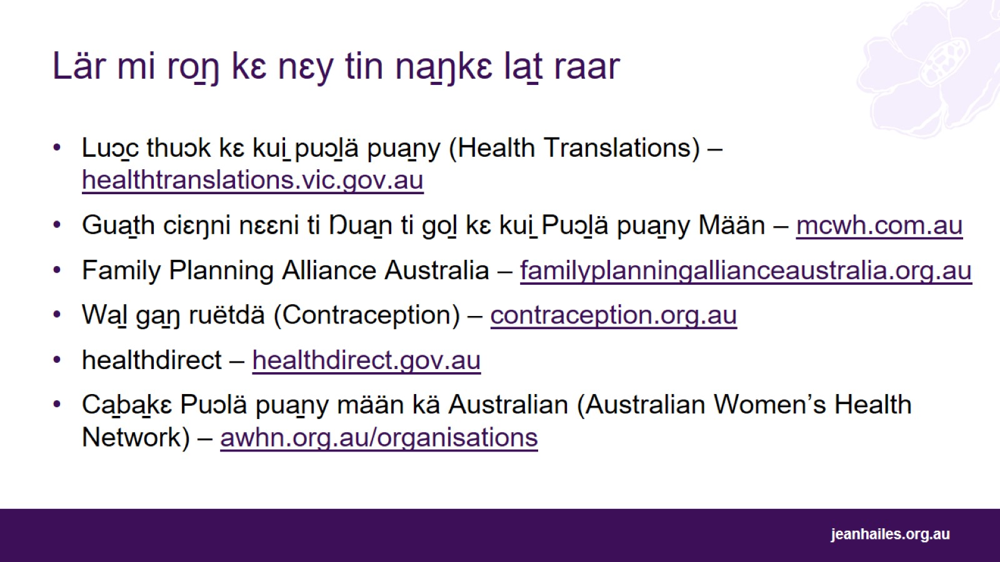 Lär mi ro̱ŋ kɛ nɛy tin na̱ŋkɛ la̱t raar
• Luɔ̱c thuɔk kɛ kui̱ puɔ̱lä pua̱ny (Health Translations) –
healthtranslations.vic.gov.au
• Gua̱th ciɛŋni nɛɛni ti Ŋua̱n ti go̱l kɛ kui̱ Puɔ̱lä pua̱ny Mään – mcwh.com.au
• Family Planning Alliance Australia – familyplanningallianceaustralia.org.au
• Wa̱l ga̱ŋ ruëtdä (Contraception) – contraception.org.au
• healthdirect – healthdirect.gov.au
• Ca̱ba̱kɛ Puɔlä pua̱ny mään kä Australian (Australian Women’s Health
Network) – awhn.org.au/organisations
jeanhailes.org.au